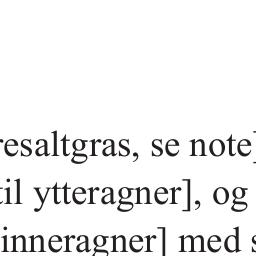 resaltgras, se note]
til ytteragner], og
inneragner] med s